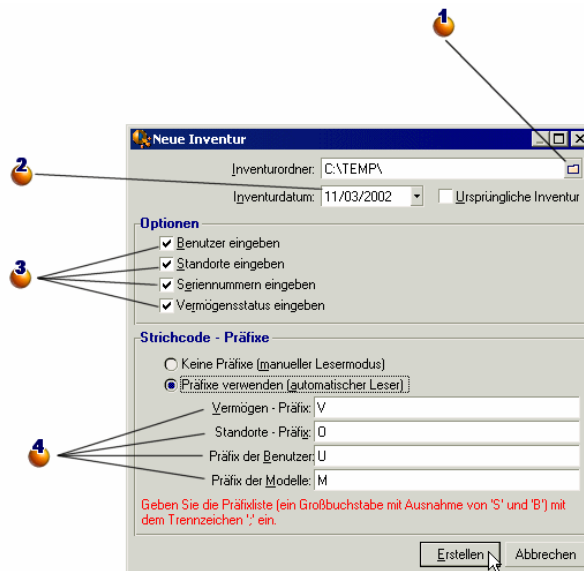 1
Neue Inventur
Inventurordner: C:\TEMP\
2
Inventurdatum: 11/03/2002 Ursprüngliche Inventur
Optionen
Benutzer eingeben
3
Standorte eingeben
Seriennummern eingeben
Vermögensstatus eingeben
Strichcode - Präfixe
Keine Präfixe (manueller Lesermodus)
Präfixe verwenden (automatischer Leser)
Vermögen - Präfix: V
4
Standorte - Präfix: O
Präfix der Benutzer: U
Präfix der Modelle: M
Geben Sie die Präfixliste (ein Großbuchstabe mit Ausnahme von 'S' und 'B') mit
dem Trennzeichen ';' ein.
Erstellen Abbrechen